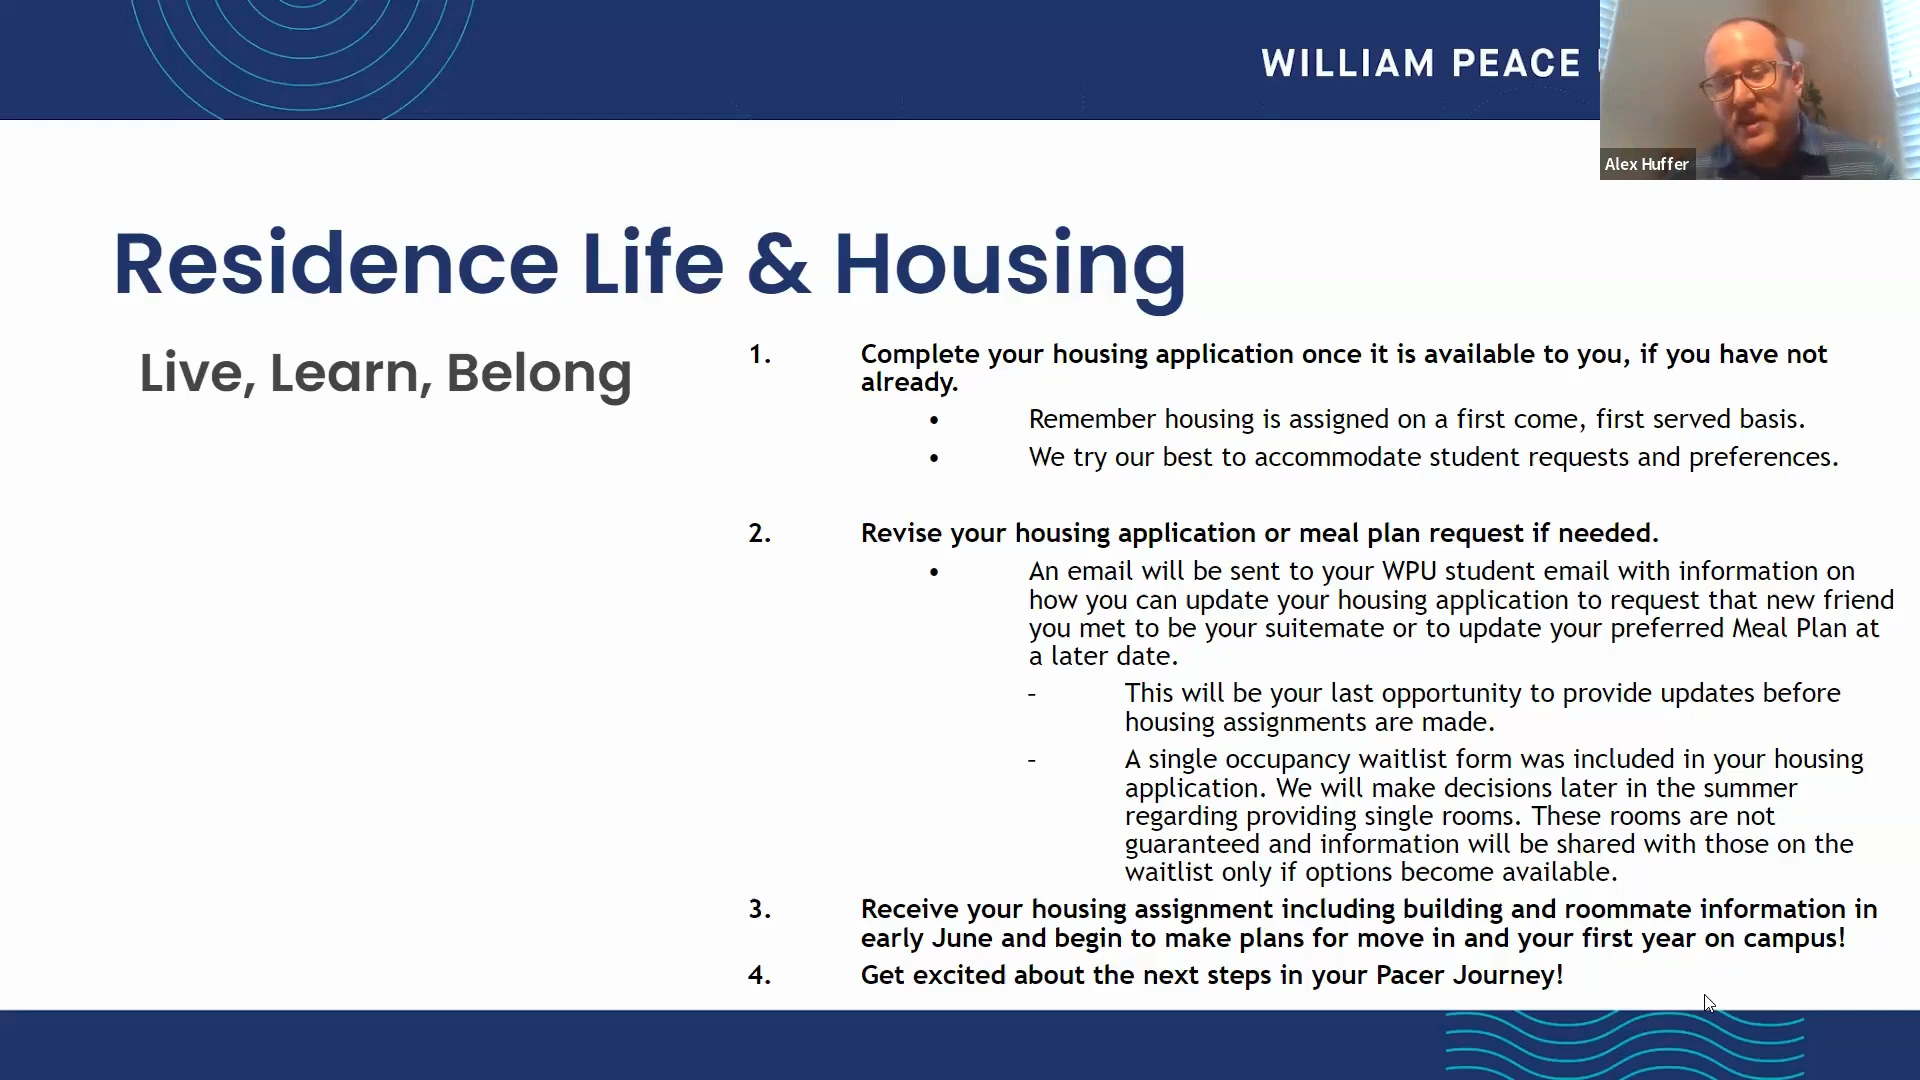 WILLIAM PEACE
Alex Huffer
Residence Life & Housing
Live, Learn, Belong
1. Complete your housing application once it is available to you, if you have not
already.
• Remember housing is assigned on a first come, first served basis.
• We try our best to accommodate student requests and preferences.
2. Revise your housing application or meal plan request if needed.
• An email will be sent to your WPU student email with information on
how you can update your housing application to request that new friend
you met to be your suitemate or to update your preferred Meal Plan at
a later date.
- This will be your last opportunity to provide updates before
housing assignments are made.
- A single occupancy waitlist form was included in your housing
application. We will make decisions later in the summer
regarding providing single rooms. These rooms are not
guaranteed and information will be shared with those on the
waitlist only if options become available.
3. Receive your housing assignment including building and roommate information in
early June and begin to make plans for move in and your first year on campus!
4. Get excited about the next steps in your Pacer Journey!